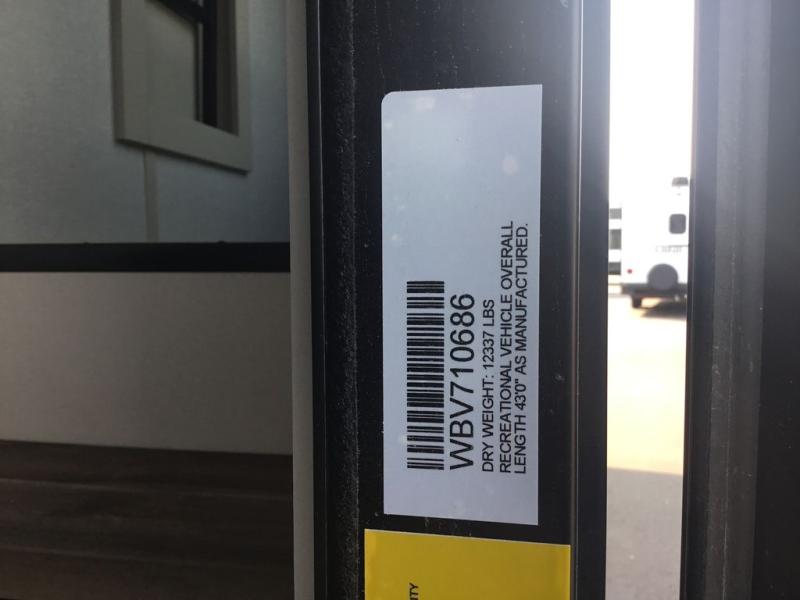 WBV710686
DRY WEIGHT: 12337 LBS
RECREATIONAL VEHICLE OVERALL
LENGTH 43'0" AS MANUFACTURED.